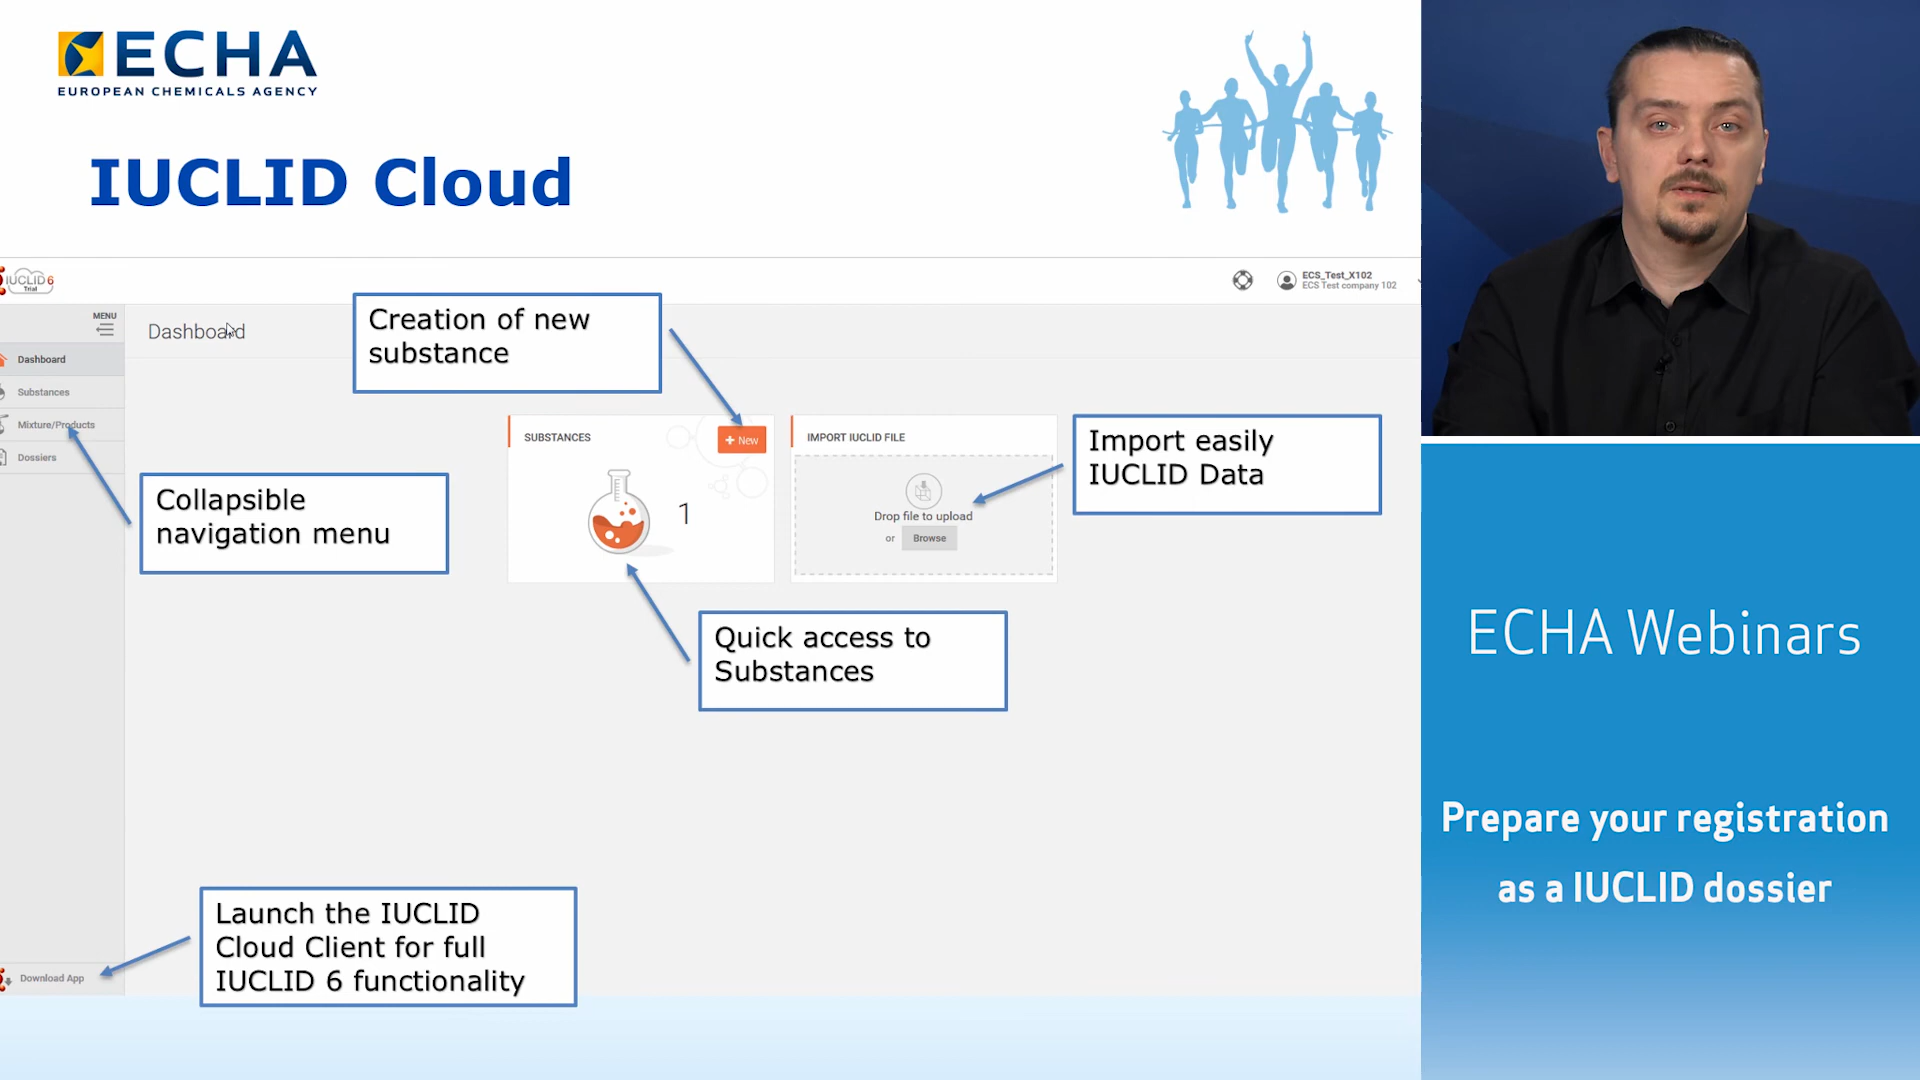 ECHA
EUROPEAN CHEMICALS AGENCY
IUCLID Cloud
IUCLID 6
Trial
ECS_Test_X102
ECS Test company 102
MENU
Dashboard
Dashboard
Substances
Mixture/Products
Dossiers
Creation of new
substance
SUBSTANCES
+ New
1
IMPORT IUCLID FILE
Drop file to upload
or
Browse
Import easily
IUCLID Data
Collapsible
navigation menu
Quick access to
Substances
Launch the IUCLID
Cloud Client for full
IUCLID 6 functionality
Download App
ECHA Webinars
Prepare your registration
as a IUCLID dossier